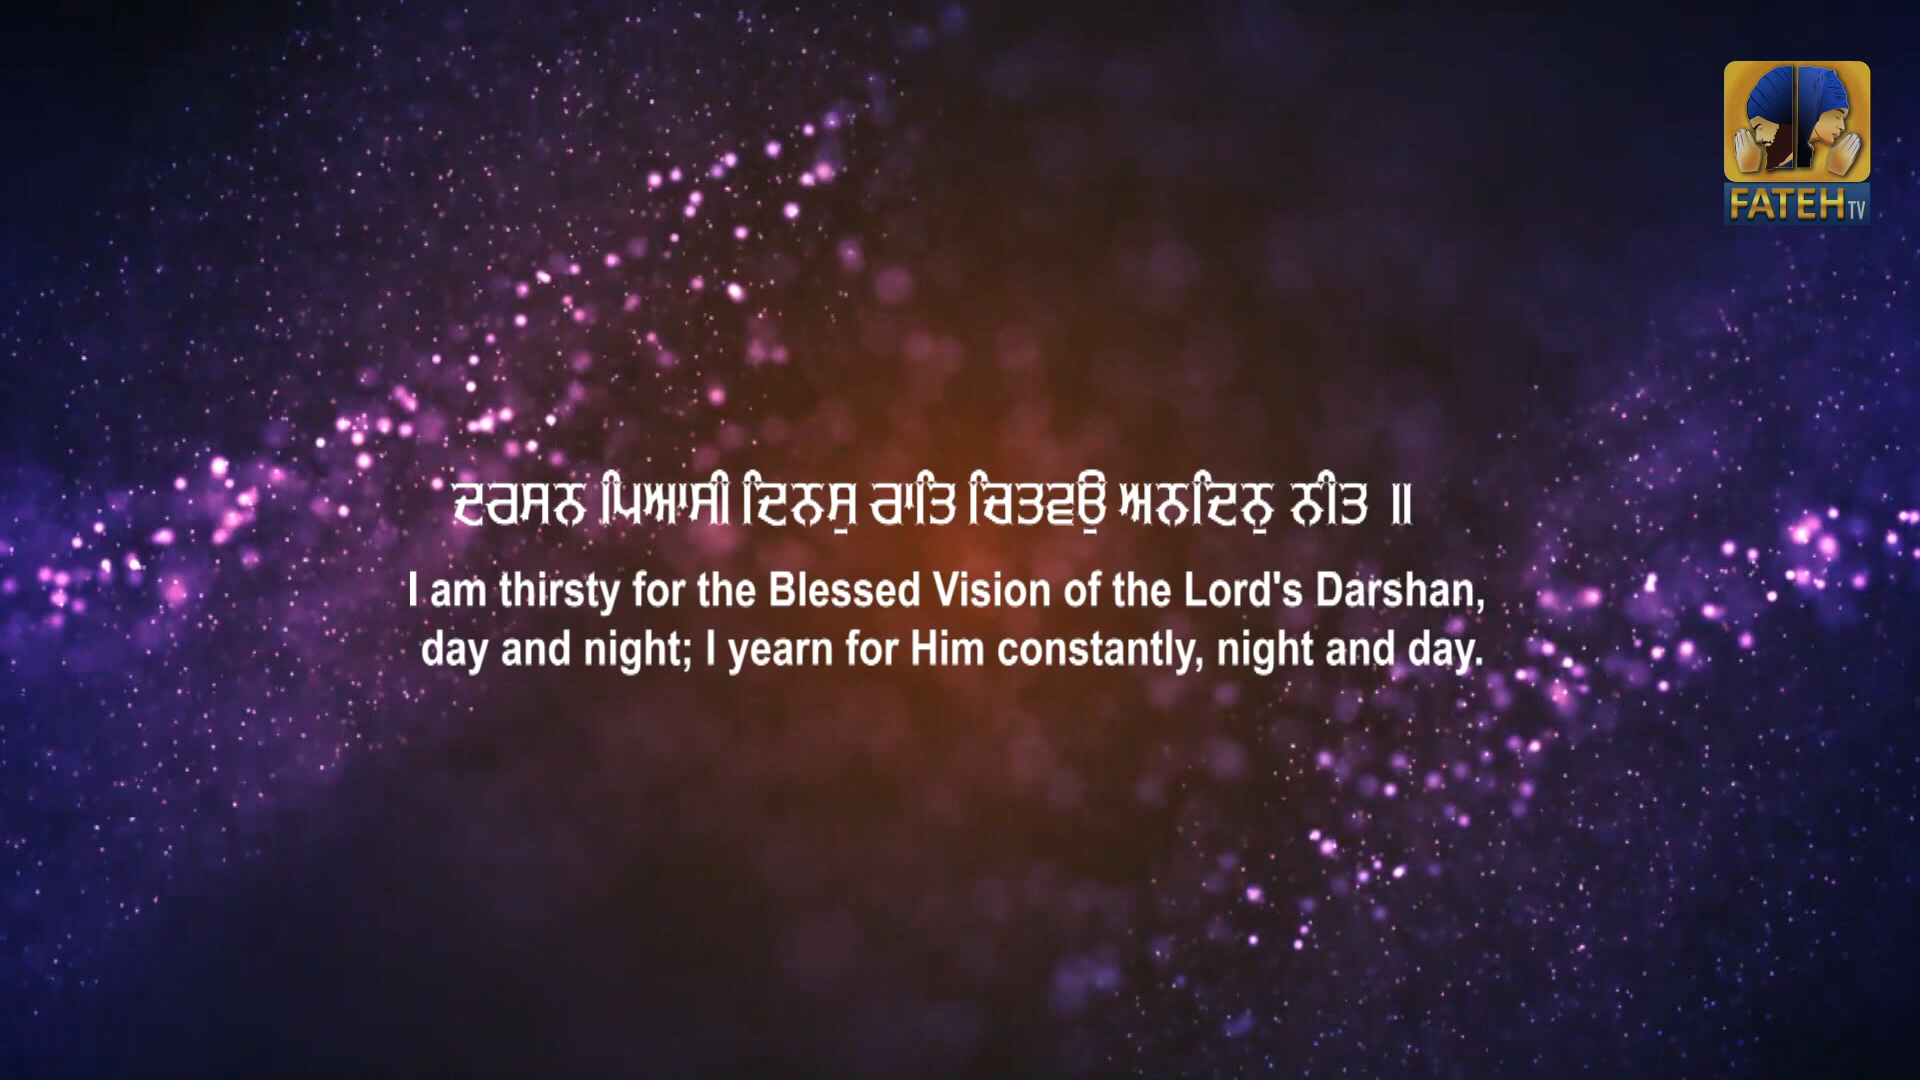 FATEH TV
ਦਰਸਨ ਪਿਆਸੀ ਦਿਨਸੁ ਰਾਤਿ ਚਿਤਵਉ ਅਨਦਿਨੁ ਨੀਤ ॥
I am thirsty for the Blessed Vision of the Lord's Darshan,
day and night; I yearn for Him constantly, night and day.